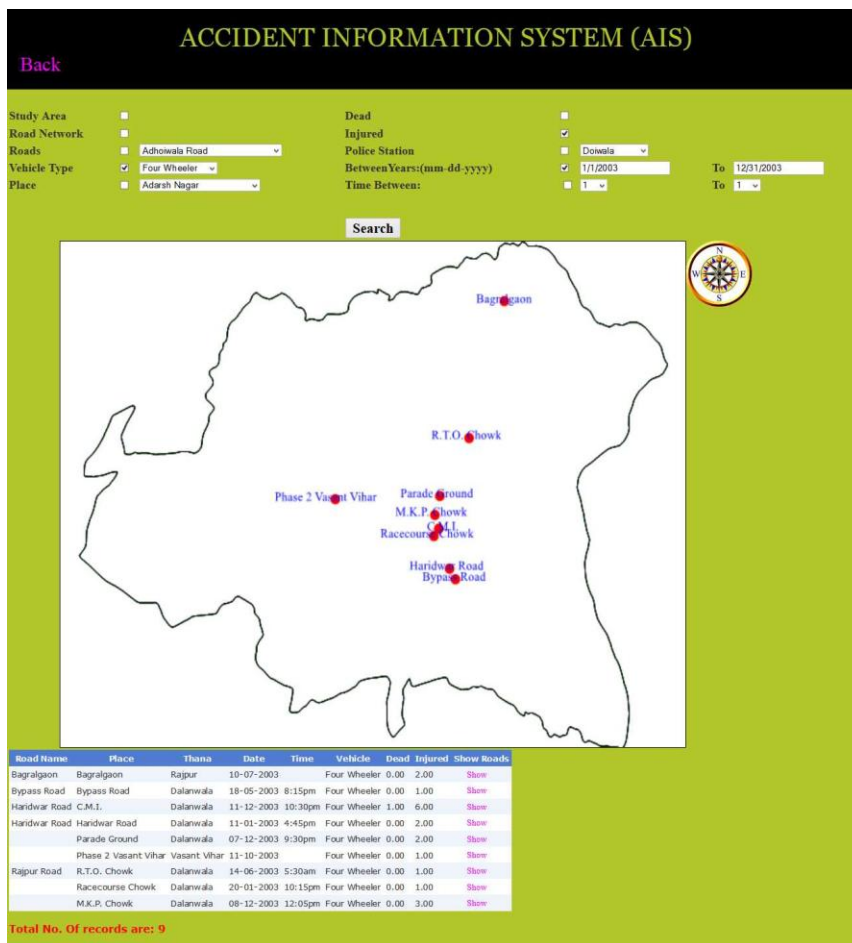 ACCIDENT INFORMATION SYSTEM (AIS)
Back
Study Area Dead
Road Network Injured
Roads Adhoiwala Road Police Station Doiwala
Vehicle Type Four Wheeler BetweenYears:(mm-dd-yyyy) 1/1/2003 To 12/31/2003
Place Adarsh Nagar Time Between: 1 To 1
Search
N
W E
S
Bagralgaon
R.T.O. Chowk
Phase 2 Vasant Vihar
Parade Ground
M.K.P. Chowk
C.M.I.
Racecourse Chowk
Haridwar Road
Bypass Road
Road Name Place Thana Date Time Vehicle Dead Injured Show Roads
Bagralgaon Bagralgaon Rajpur 10-07-2003 Four Wheeler 0.00 2.00 Show
Bypass Road Bypass Road Dalanwala 18-05-2003 8:15pm Four Wheeler 0.00 1.00 Show
Haridwar Road C.M.I. Dalanwala 11-12-2003 10:30pm Four Wheeler 1.00 6.00 Show
Haridwar Road Haridwar Road Dalanwala 11-01-2003 4:45pm Four Wheeler 0.00 2.00 Show
Parade Ground Dalanwala 07-12-2003 9:30pm Four Wheeler 0.00 2.00 Show
Phase 2 Vasant Vihar Vasant Vihar 11-10-2003 Four Wheeler 0.00 1.00 Show
Rajpur Road R.T.O. Chowk Dalanwala 14-06-2003 5:30am Four Wheeler 0.00 1.00 Show
Racecourse Chowk Dalanwala 20-01-2003 10:15pm Four Wheeler 0.00 1.00 Show
M.K.P. Chowk Dalanwala 08-12-2003 12:05pm Four Wheeler 0.00 3.00 Show
Total No. Of records are: 9